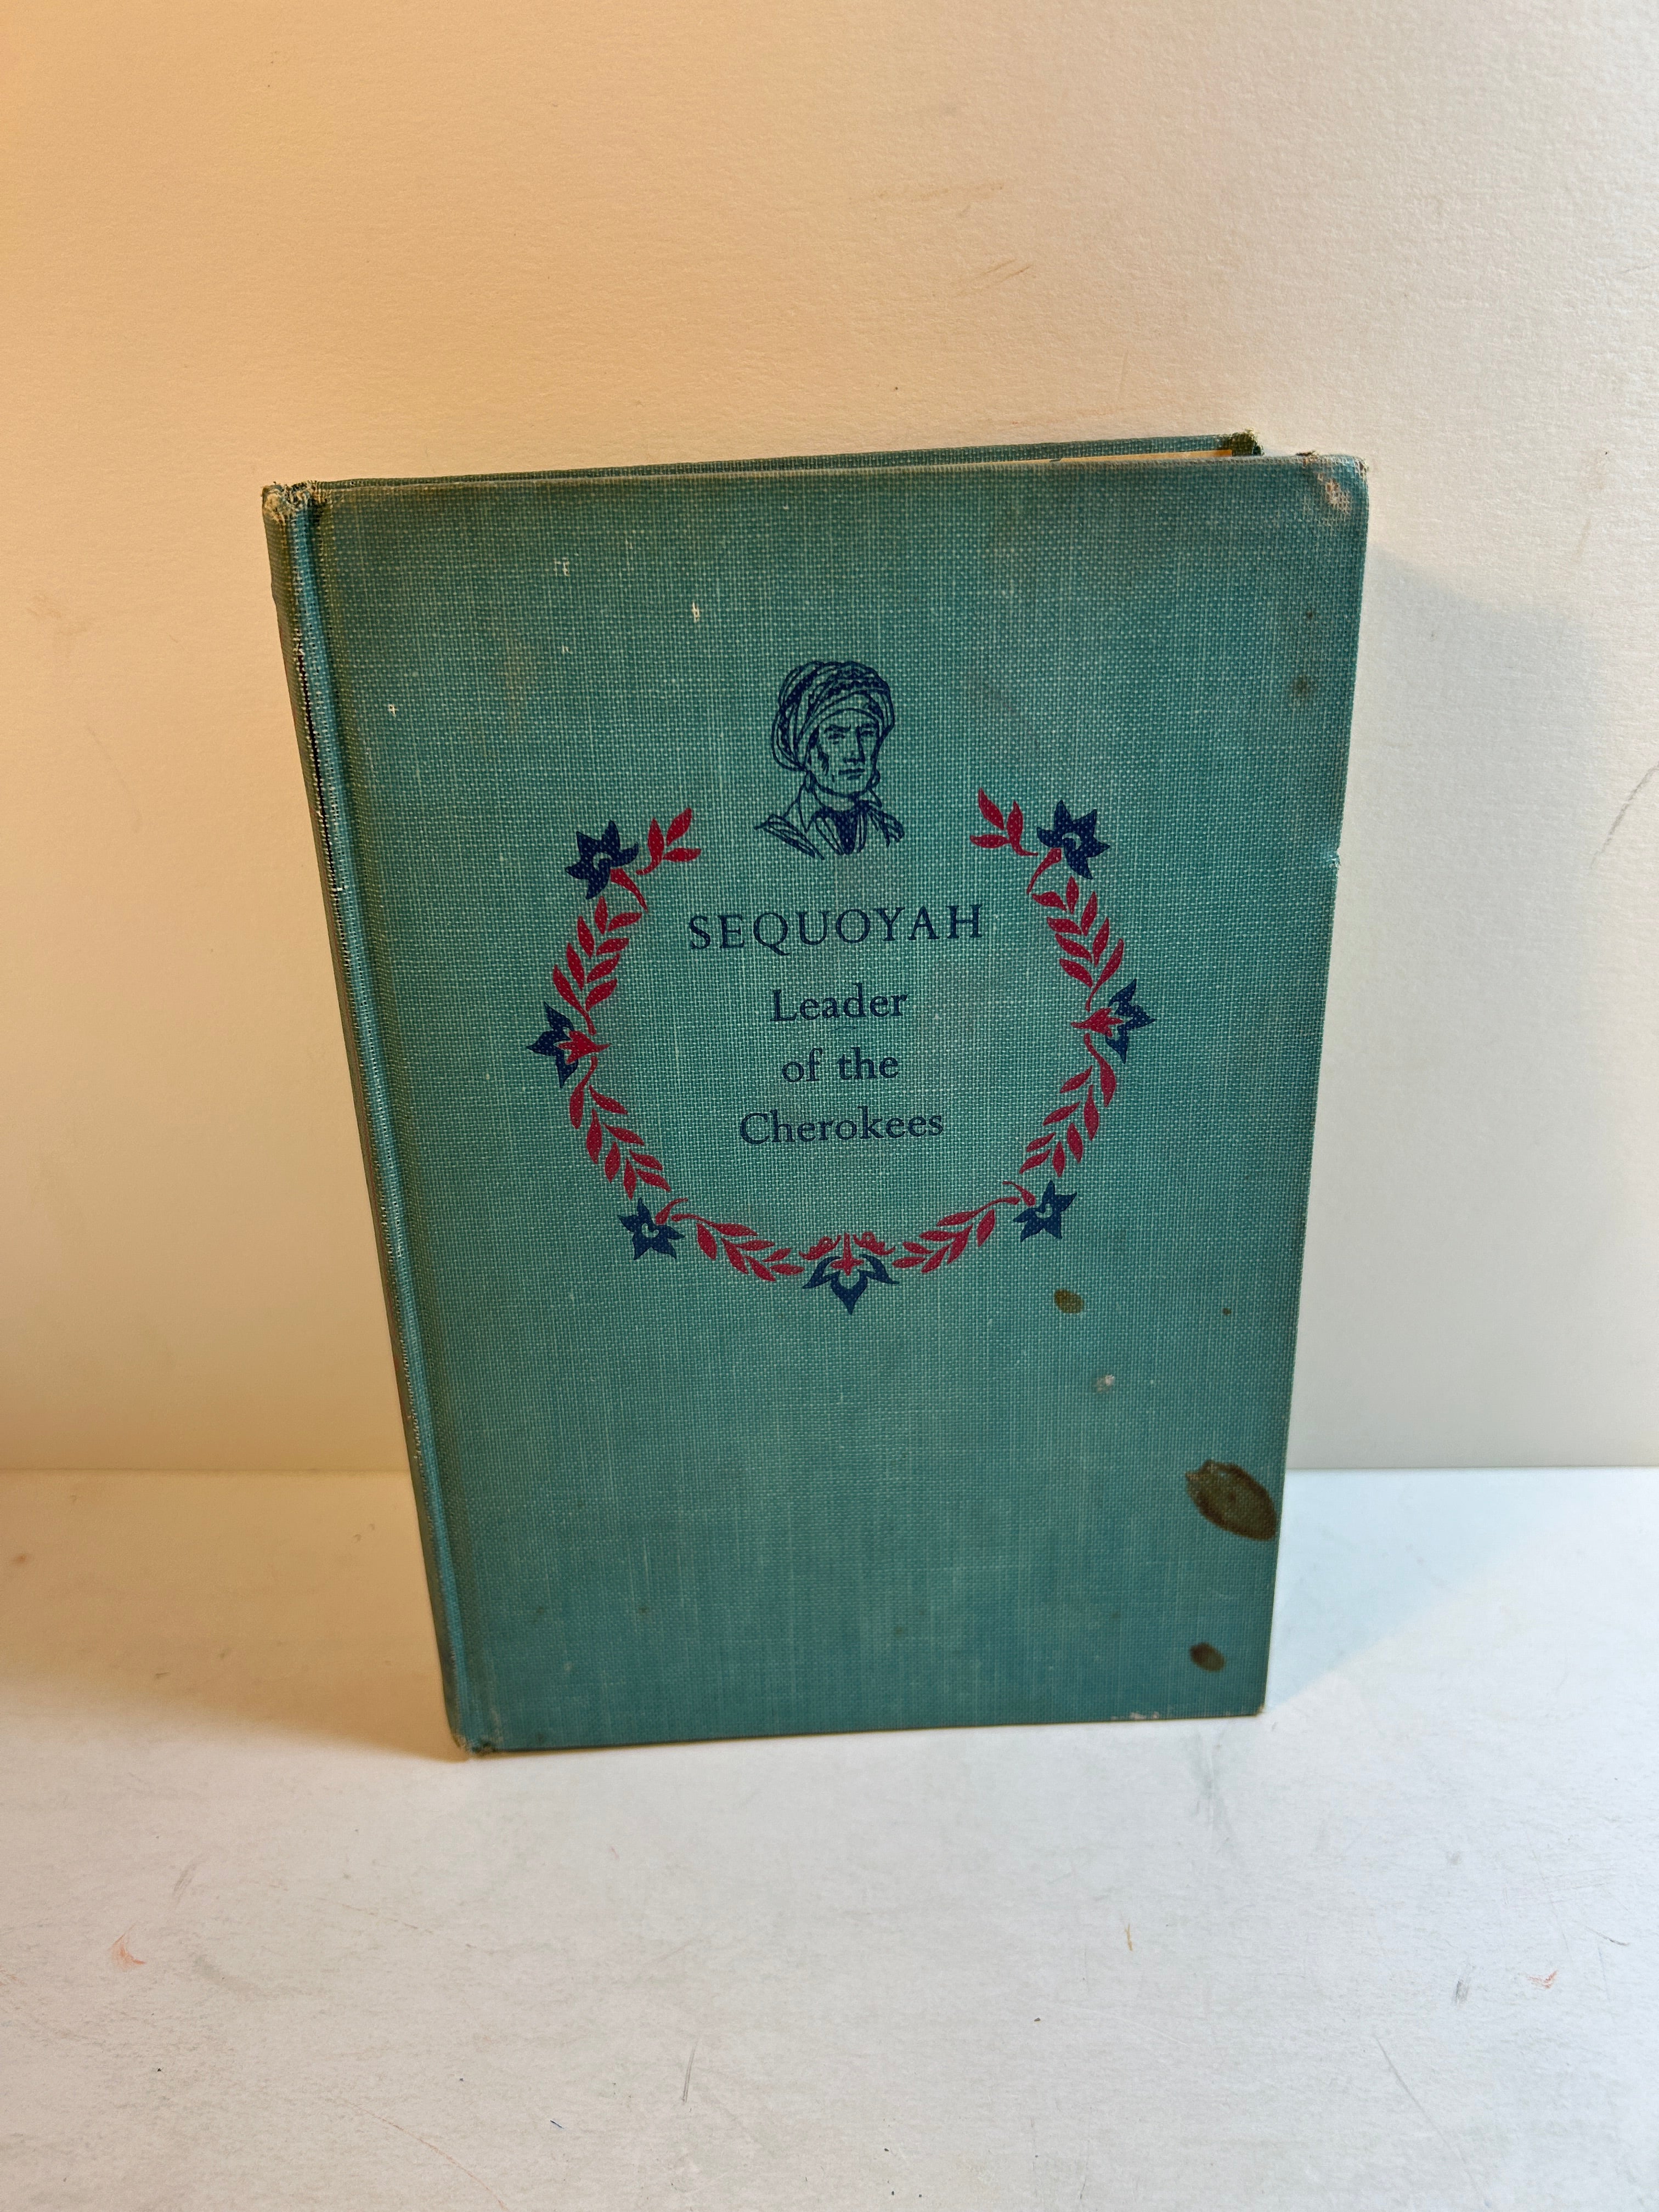 SEQUOYAH
Leader
of the
Cherokees